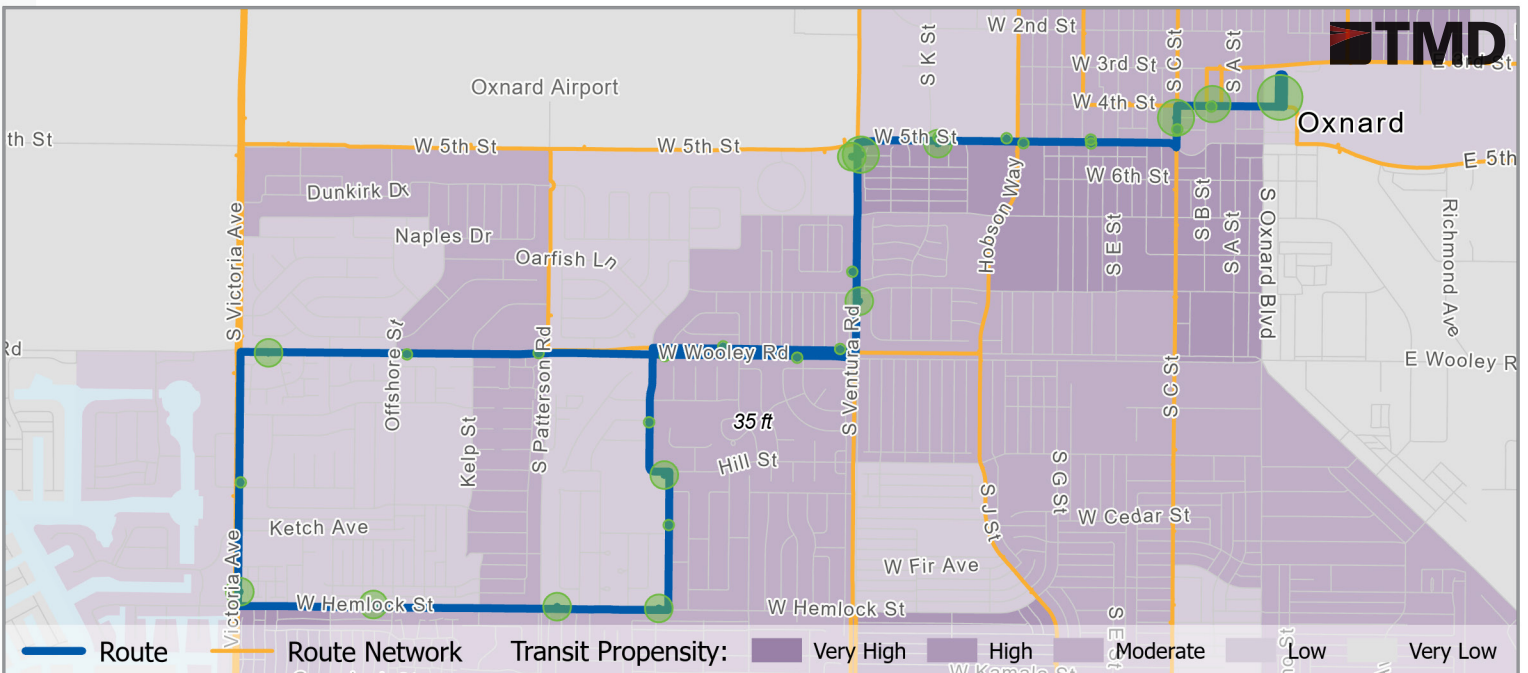 W 2nd St
S K St
S C St
S A St
TMD
W 3rd St
E 3rd St
Oxnard Airport
W 4th St
Oxnard
th St
W 5th St
W 5th St
W 5th St
E 5th
W 6th St
Dunkirk Dr
S Victoria Ave
Naples Dr
Oarfish Ln
Hobson Way
S E St
S B St
S A St
S Oxnard Blvd
Richmond Ave
Rd
Offshore St
S Patterson Rd
W Wooley Rd
S Ventura Rd
E Wooley R
S C St
Kelp St
35 ft
Hill St
S G St
S J St
Ketch Ave
W Cedar St
Victoria Ave
W Fir Ave
W Hemlock St
W Hemlock St
S E St
Route
Route Network
Transit Propensity:
Very High
High
Moderate
Low
Very Low
W Kamala St